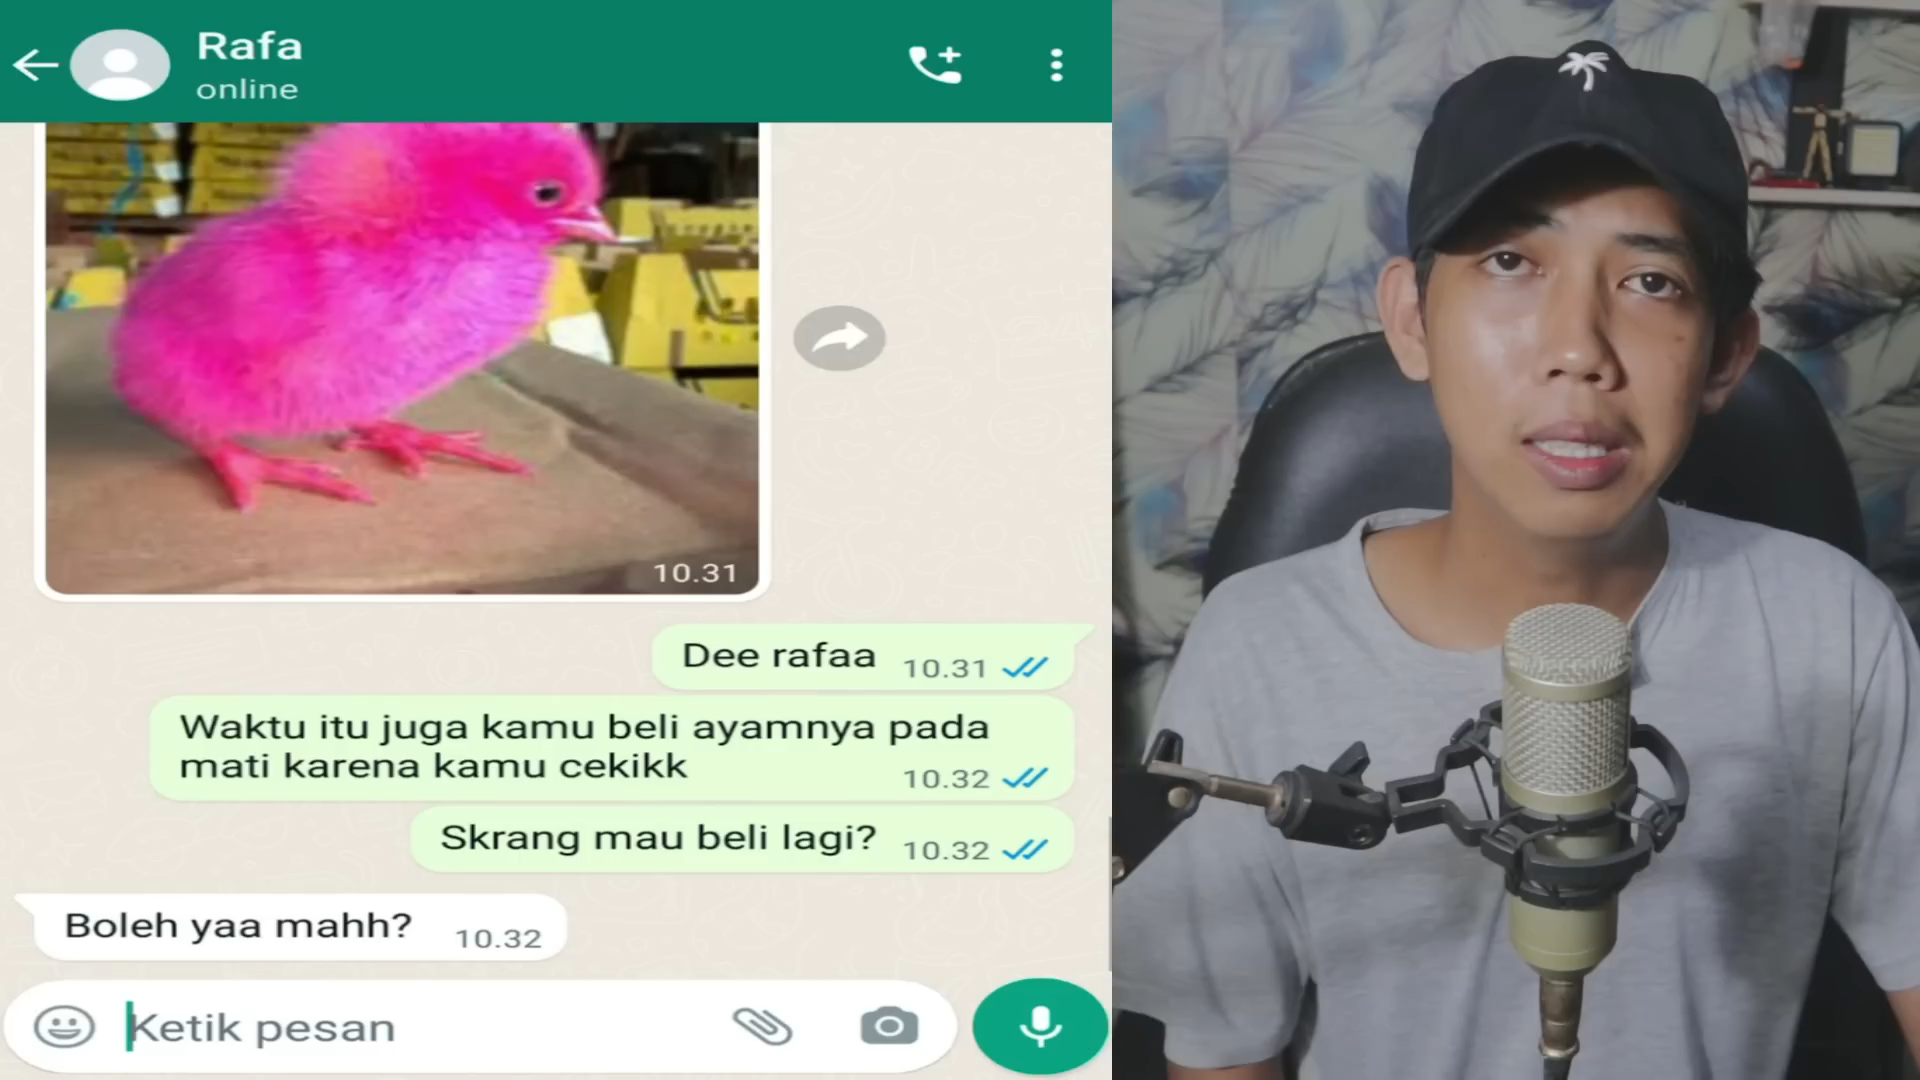 Rafa
online
10.31
Dee rafaa 10.31
Waktu itu juga kamu beli ayamnya pada
mati karena kamu cekikk 10.32
Skrang mau beli lagi? 10.32
Boleh yaa mahh? 10.32
Ketik pesan